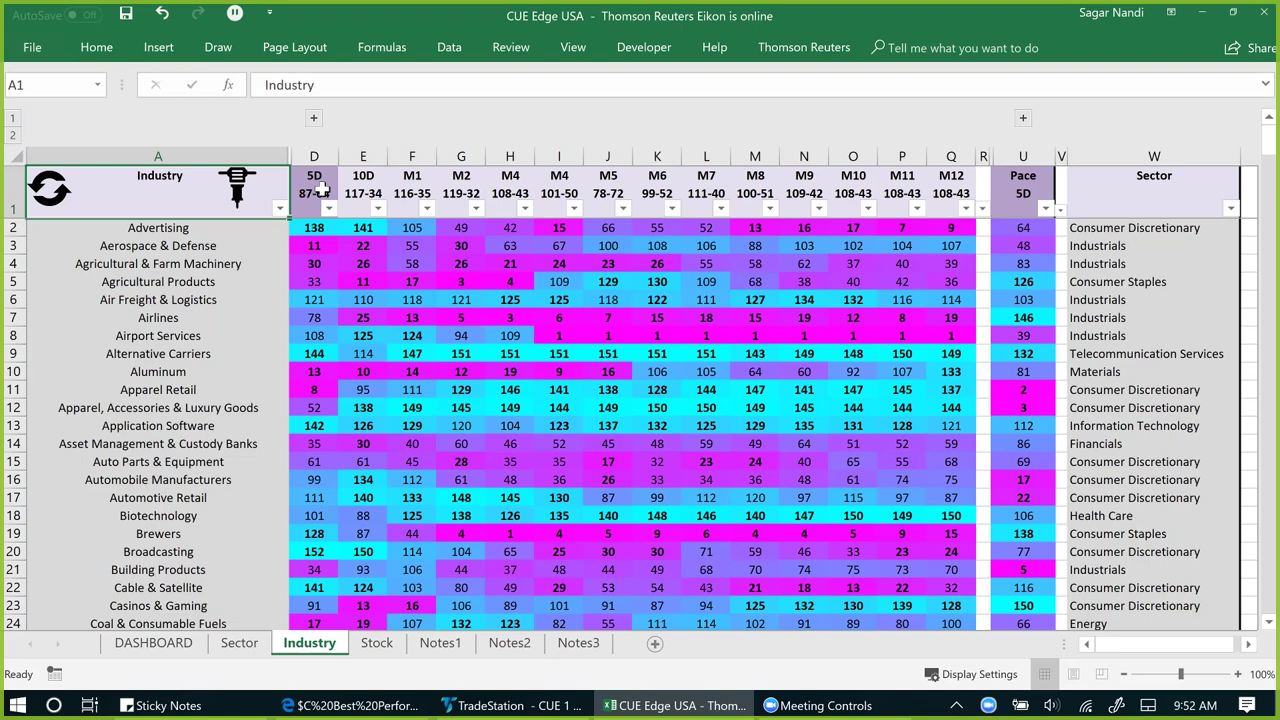 AutoSave Off CUE Edge USA - Thomson Reuters Eikon is online Sagar Nandi
File Home Insert Draw Page Layout Formulas Data Review View Developer Help Thomson Reuters Tell me what you want to do Share
A1 fx Industry
1
2
A D E F G H I J K L M N O P Q R U V W
Industry 5D 10D M1 M2 M4 M4 M5 M6 M7 M8 M9 M10 M11 M12 Pace Sector
117-34 116-35 119-32 108-43 101-50 78-72 99-52 111-40 100-51 109-42 108-43 108-43 108-43 5D
1
2 Advertising 138 141 105 49 42 15 66 55 52 13 16 17 7 9 64 Consumer Discretionary
3 Aerospace & Defense 11 22 55 30 63 67 100 108 106 88 103 102 104 107 48 Industrials
4 Agricultural & Farm Machinery 30 26 58 26 21 24 23 26 55 58 62 37 40 39 83 Industrials
5 Agricultural Products 33 11 17 3 4 109 129 130 109 68 38 40 42 36 126 Consumer Staples
6 Air Freight & Logistics 121 110 118 121 125 125 118 122 111 127 134 132 116 114 103 Industrials
7 Airlines 78 25 13 5 3 6 7 15 18 15 19 12 8 19 146 Industrials
8 Airport Services 108 125 124 94 109 1 1 1 1 1 1 1 1 1 39 Industrials
9 Alternative Carriers 144 114 147 151 151 151 151 151 151 143 149 148 150 149 132 Telecommunication Services
10 Aluminum 13 10 14 12 19 9 16 106 105 64 60 92 107 133 81 Materials
11 Apparel Retail 8 95 111 129 146 141 138 128 144 147 141 147 145 137 2 Consumer Discretionary
12 Apparel, Accessories & Luxury Goods 52 138 149 145 149 144 149 150 150 149 145 144 144 144 3 Consumer Discretionary
13 Application Software 142 126 129 120 104 123 137 132 125 129 135 131 128 121 112 Information Technology
14 Asset Management & Custody Banks 35 30 40 60 46 52 45 48 59 49 64 51 52 59 86 Financials
15 Auto Parts & Equipment 61 61 45 28 35 35 17 32 23 24 40 65 55 68 69 Consumer Discretionary
16 Automobile Manufacturers 99 134 112 61 48 36 26 33 34 36 48 61 74 75 17 Consumer Discretionary
17 Automotive Retail 111 140 133 148 145 130 87 99 112 120 97 115 97 87 22 Consumer Discretionary
18 Biotechnology 101 88 125 138 126 135 140 148 146 140 147 150 149 150 106 Health Care
19 Brewers 128 87 44 4 1 4 5 9 6 4 4 5 9 15 138 Consumer Staples
20 Broadcasting 152 150 114 104 65 25 30 30 71 59 46 33 23 24 77 Consumer Discretionary
21 Building Products 34 93 106 44 37 48 44 49 68 70 74 75 73 70 5 Industrials
22 Cable & Satellite 141 124 103 80 49 29 57 54 43 21 18 13 22 32 116 Consumer Discretionary
23 Casinos & Gaming 91 13 16 106 89 101 91 87 94 125 132 130 139 128 150 Consumer Discretionary
24 Coal & Consumable Fuels 17 19 107 132 123 82 55 111 114 102 91 89 80 100 66 Energy
DASHBOARD Sector Industry Stock Notes1 Notes2 Notes3
Ready Display Settings 100%
Sticky Notes $C%20Best%20Perfor... TradeStation - CUE 1 ... CUE Edge USA - Thom... Meeting Controls 9:52 AM